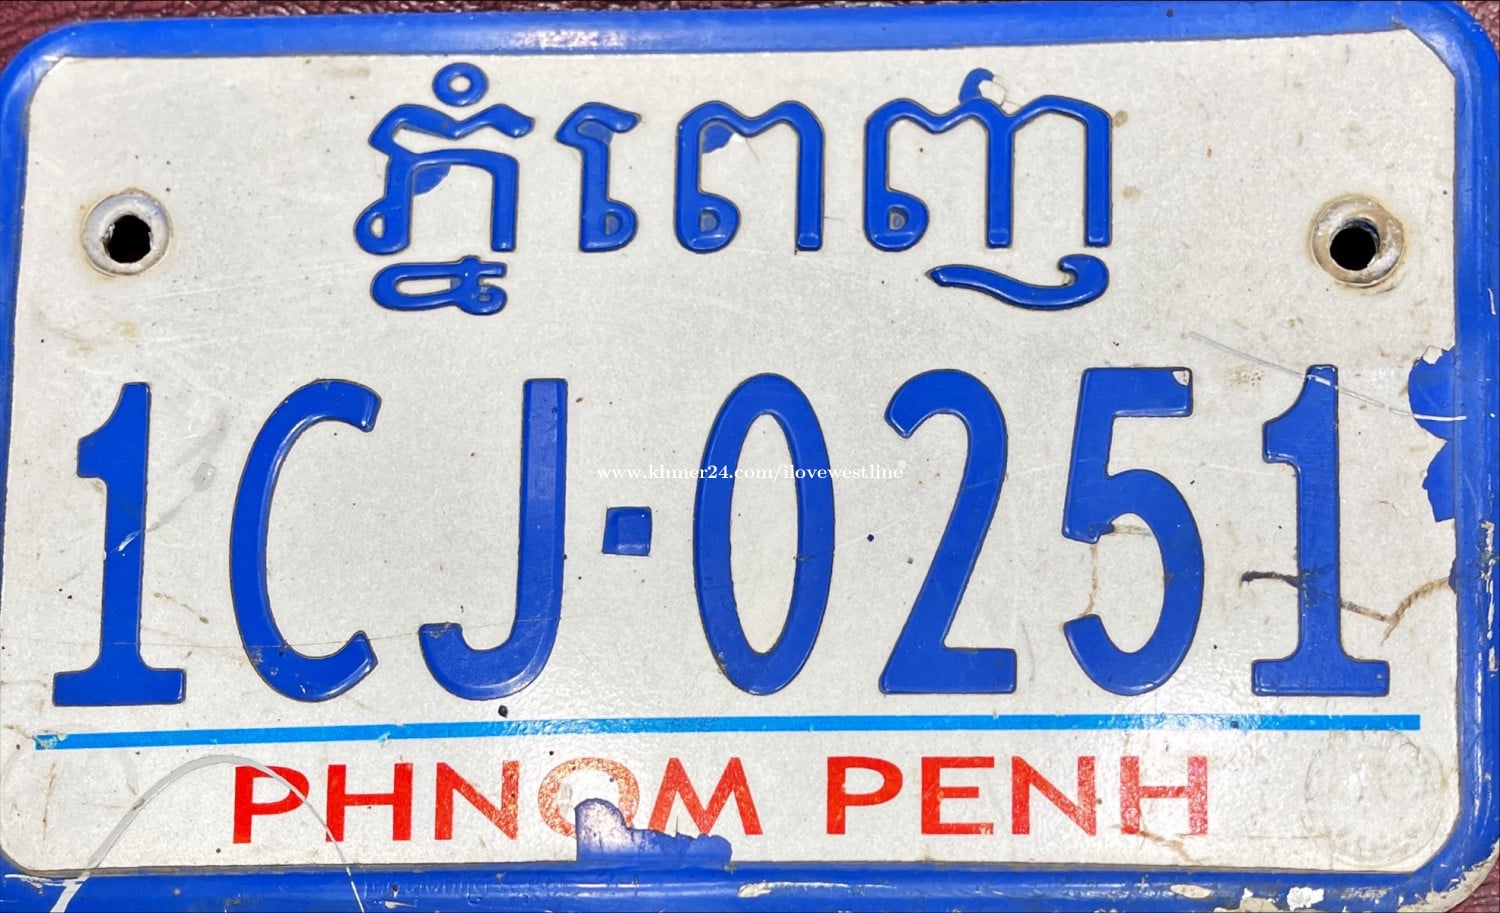 ភ្នំពេញ
1CJ-0251
www.khmer24.com/ilovewestline
PHNOM PENH